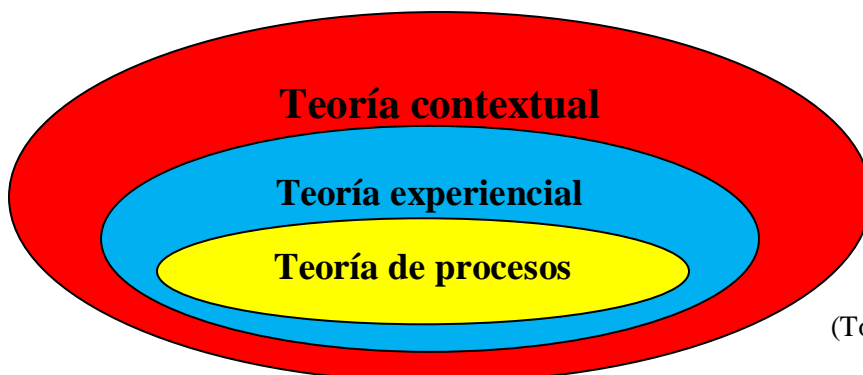 Teoría contextual
Teoría experiencial
Teoría de procesos